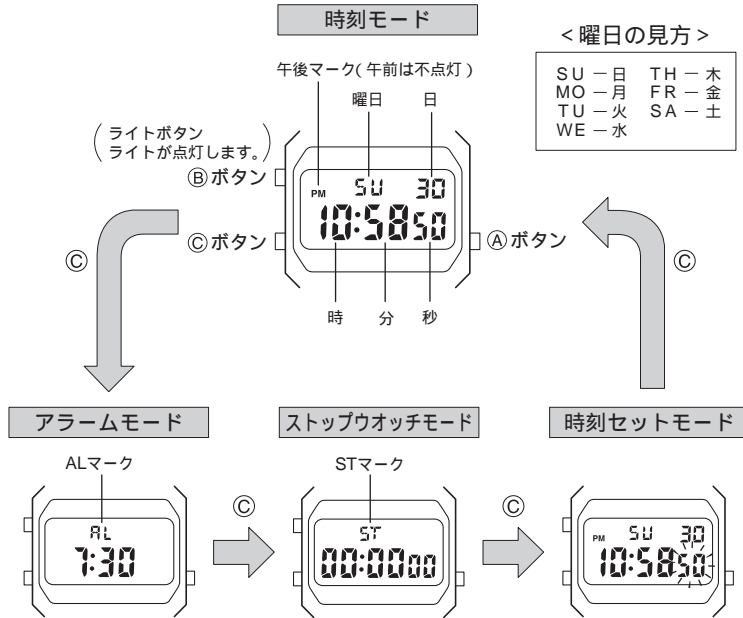 時刻モード
<曜日の見方>
SU－日 TH－木
MO－月 FR－金
TU－火 SA－土
WE－水
午後マーク(午前は不点灯)
曜日 日
(ライトボタン
ライトが点灯します。)
Ⓑボタン
PM SU 30
10:58 50
Ⓒボタン
Ⓐボタン
Ⓒ
Ⓒ
時 分 秒
アラームモード
ALマーク
AL
7:30
Ⓒ
ストップウオッチモード
STマーク
ST
00:00 00
Ⓒ
時刻セットモード
PM SU 30
10:58 50